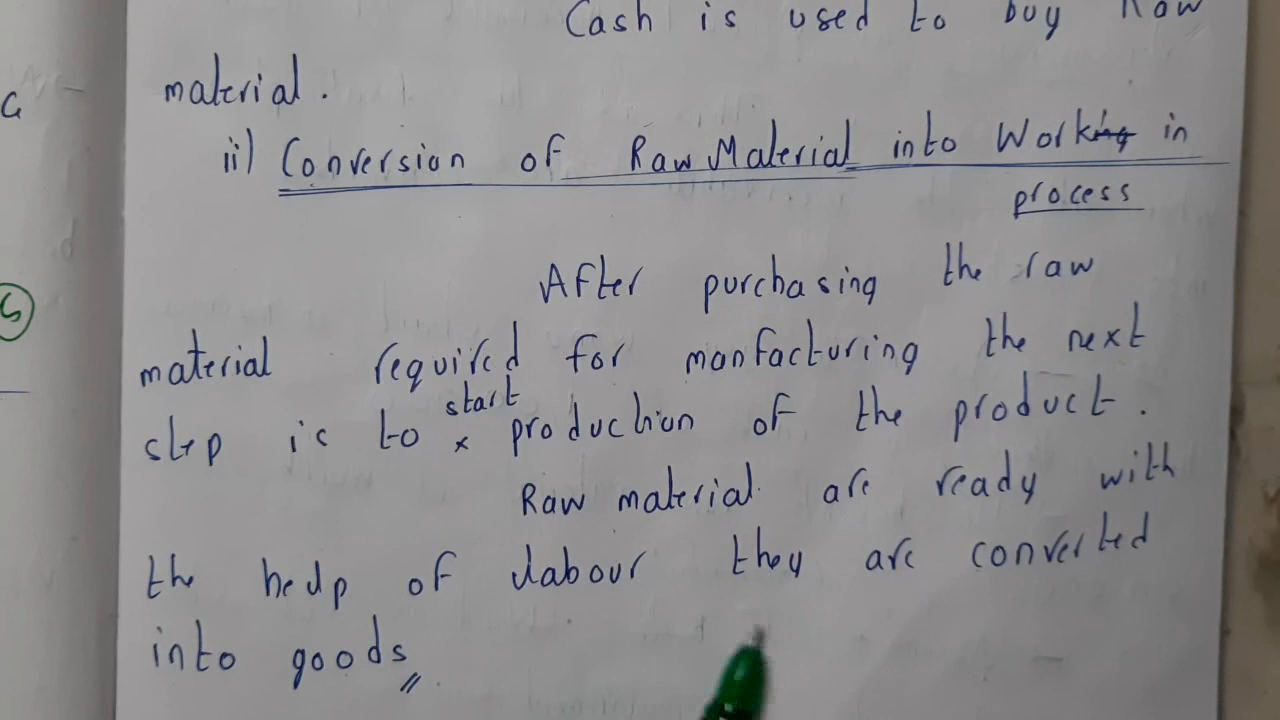 Cash is used to buy Raw
material.
ii) Conversion of Raw Material into Work in
process
After purchasing the raw
material required for manfacturing the next
step is to start production of the product.
Raw material are ready with
the help of labour they are converted
into goods